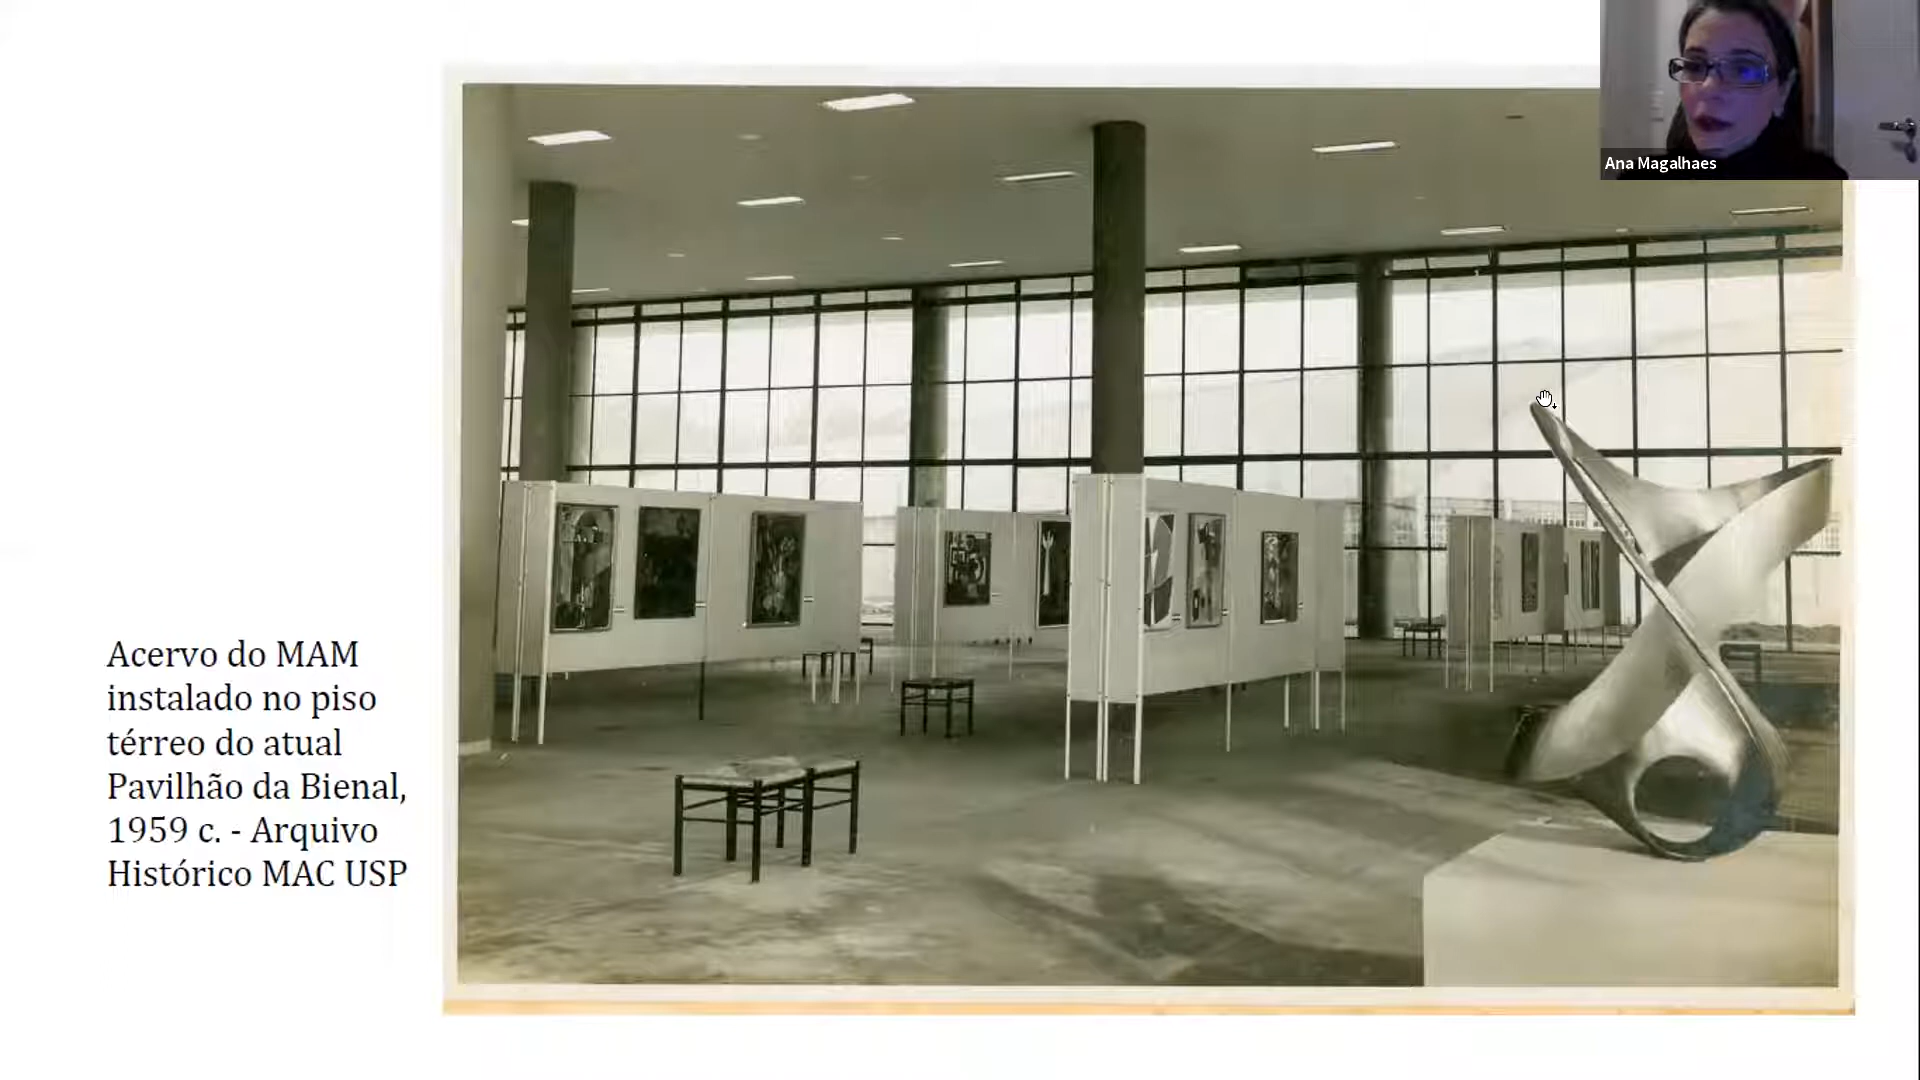 Ana Magalhaes
Acervo do MAM
instalado no piso
térreo do atual
Pavilhão da Bienal,
1959 c. - Arquivo
Histórico MAC USP